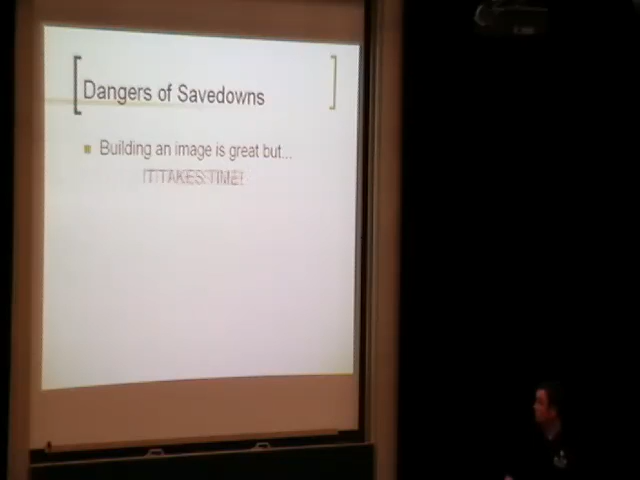 Dangers of Savedowns
Building an image is great but...
IT TAKES TIME!